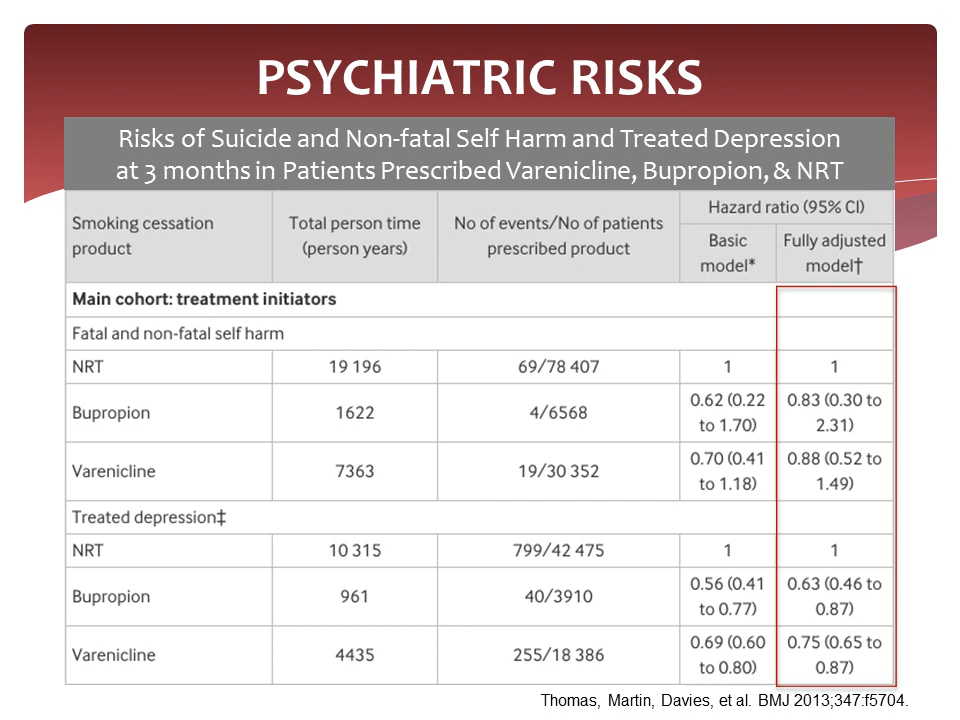 PSYCHIATRIC RISKS
Risks of Suicide and Non-fatal Self Harm and Treated Depression
at 3 months in Patients Prescribed Varenicline, Bupropion, & NRT
Smoking cessation
product
Total person time
(person years)
No of events/No of patients
prescribed product
Hazard ratio (95% CI)
Basic
model*
Fully adjusted
model†
Main cohort: treatment initiators
Fatal and non-fatal self harm
NRT 19 196 69/78 407 1 1
Bupropion 1622 4/6568 0.62 (0.22
to 1.70) 0.83 (0.30 to
2.31)
Varenicline 7363 19/30 352 0.70 (0.41
to 1.18) 0.88 (0.52 to
1.49)
Treated depression‡
NRT 10 315 799/42 475 1 1
Bupropion 961 40/3910 0.56 (0.41
to 0.77) 0.63 (0.46 to
0.87)
Varenicline 4435 255/18 386 0.69 (0.60
to 0.80) 0.75 (0.65 to
0.87)
Thomas, Martin, Davies, et al. BMJ 2013;347:f5704.